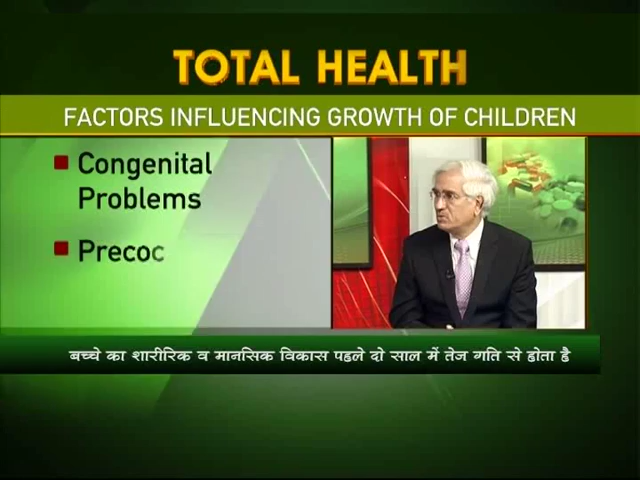 TOTAL HEALTH
FACTORS INFLUENCING GROWTH OF CHILDREN
Congenital
Problems
Precoc
बच्चे का शारीरिक व मानसिक विकास पहले दो साल में तेज गति से होता है